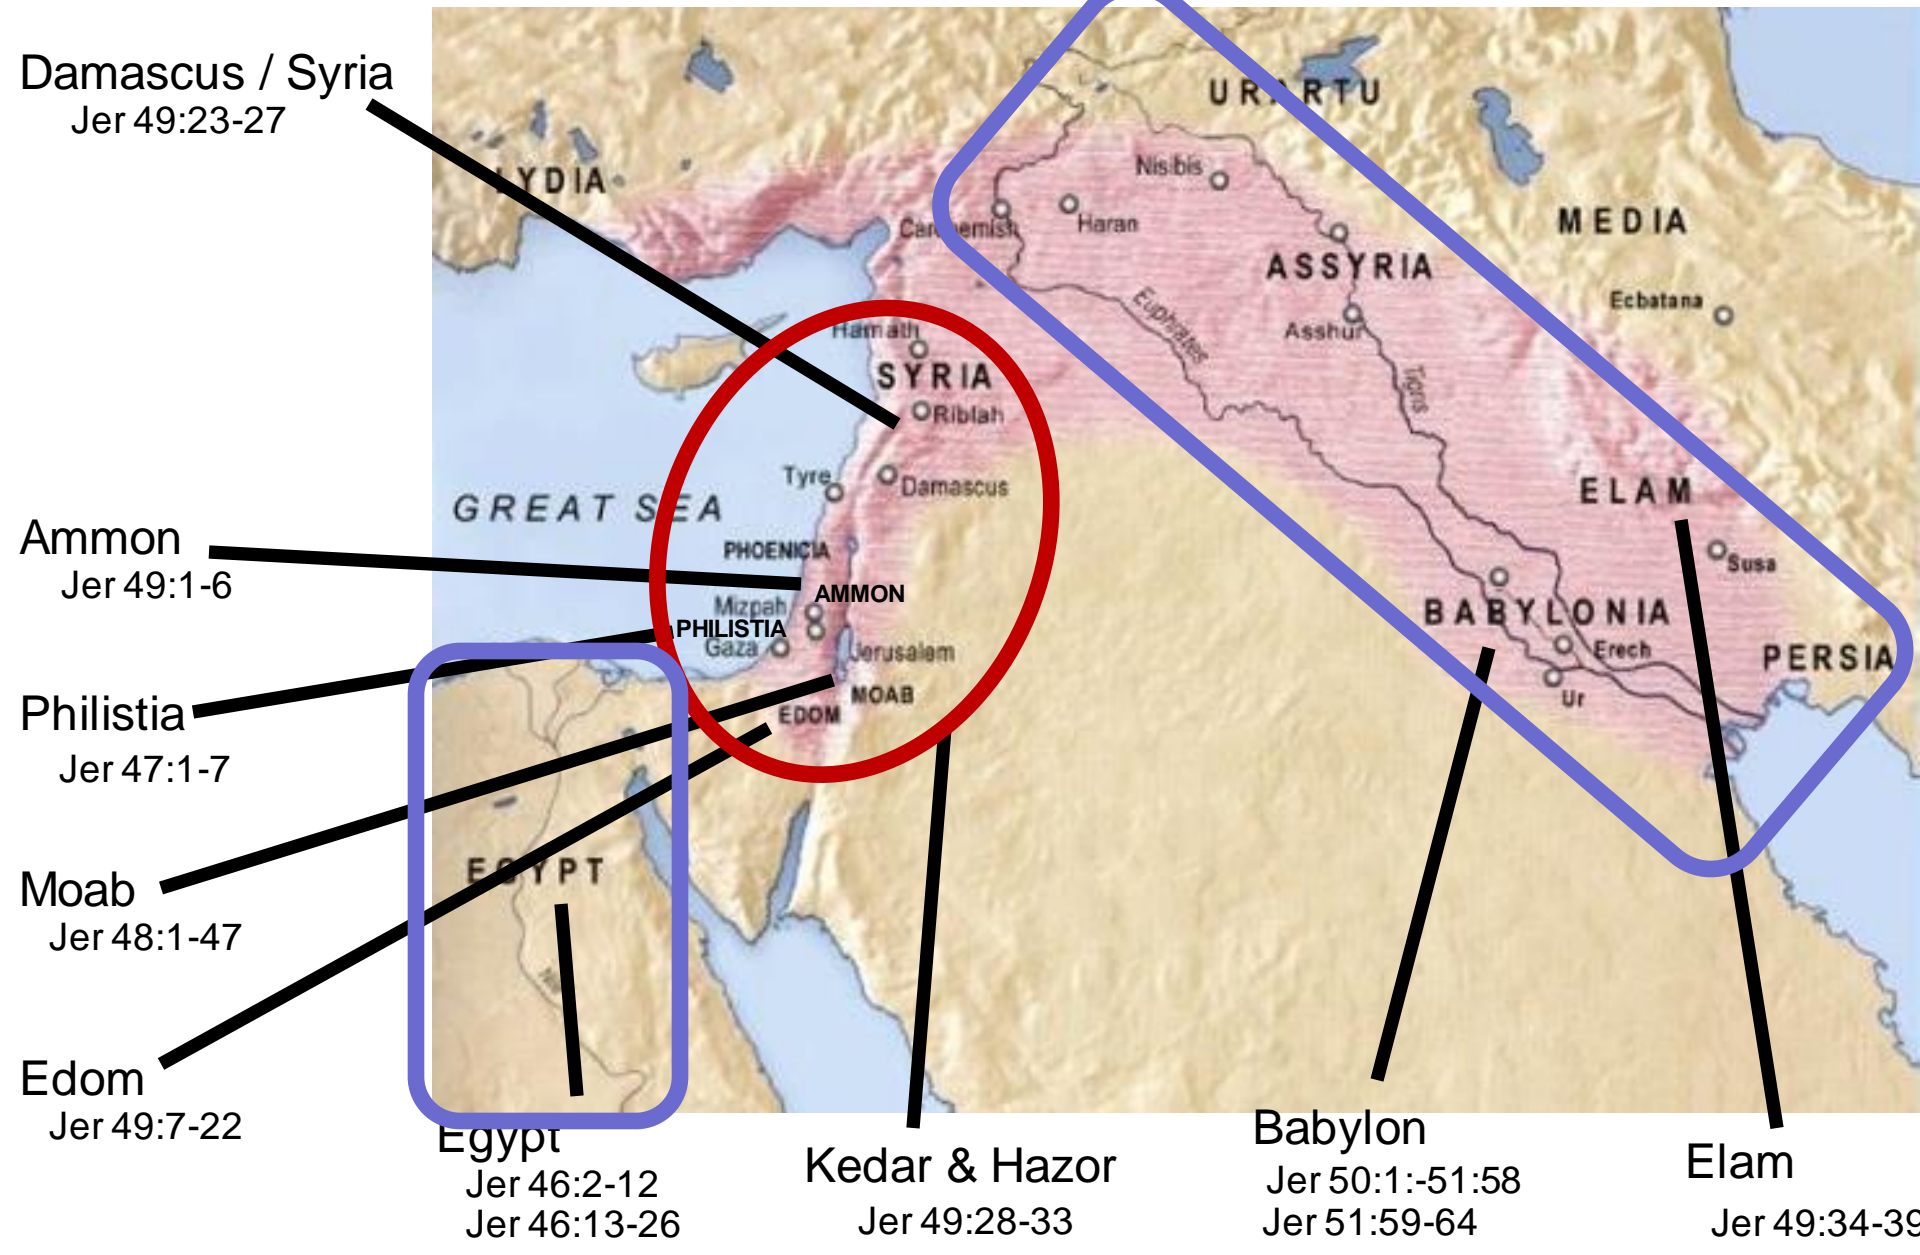 Damascus / Syria
Jer 49:23-27
Ammon
Jer 49:1-6
Philistia
Jer 47:1-7
Moab
Jer 48:1-47
Edom
Jer 49:7-22
Egypt
Jer 46:2-12
Jer 46:13-26
Kedar & Hazor
Jer 49:28-33
Babylon
Jer 50:1:-51:58
Jer 51:59-64
Elam
Jer 49:34-39
URARTU
LYDIA
Nisibis
Carchemish
Haran
MEDIA
ASSYRIA
Ecbatana
Euphrates
Asshur
Tigris
Hamath
SYRIA
Riblah
Tyre
Damascus
GREAT SEA
ELAM
PHOENICIA
Susa
AMMON
Mizpah
PHILISTIA
Gaza
Jerusalem
BABYLONIA
Erech
PERSIA
Ur
MOAB
EDOM
EGYPT